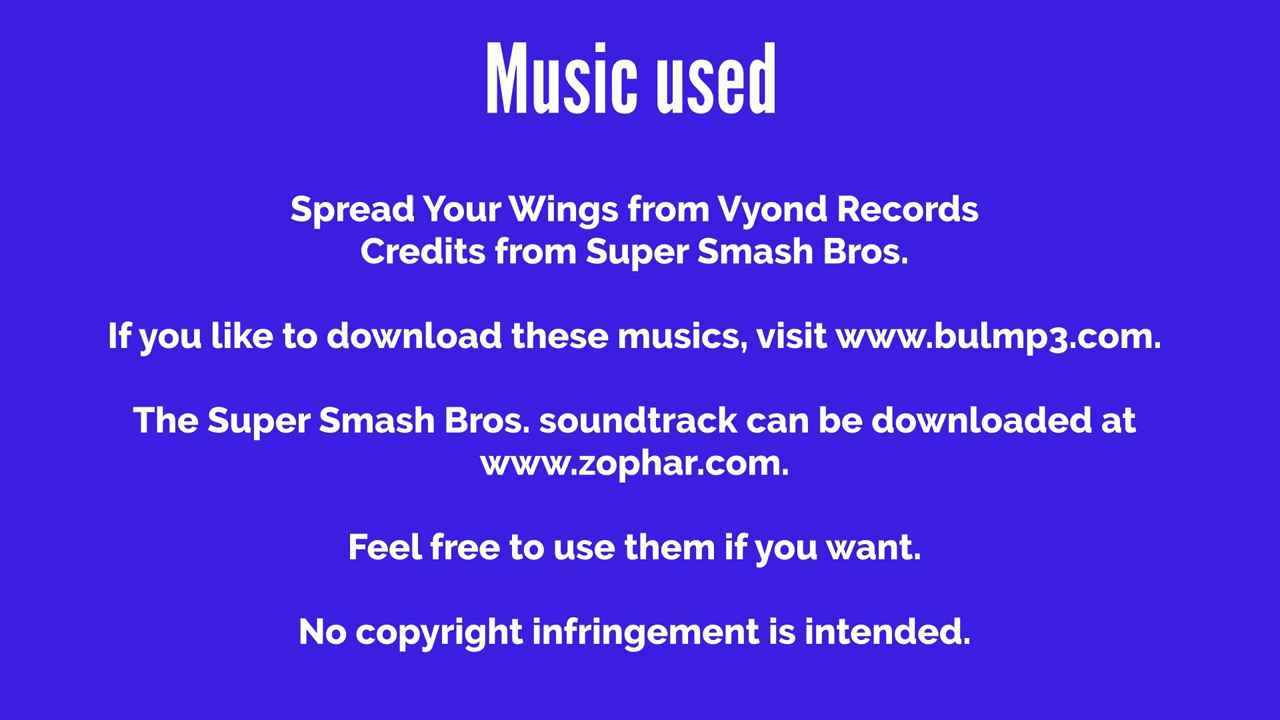 Music used
Spread Your Wings from Vyond Records
Credits from Super Smash Bros.
If you like to download these musics, visit www.bulmp3.com.
The Super Smash Bros. soundtrack can be downloaded at
www.zophar.com.
Feel free to use them if you want.
No copyright infringement is intended.